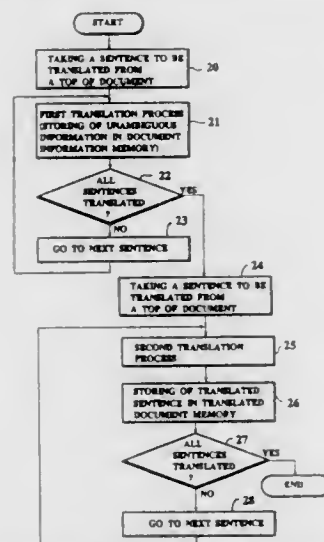 START
TAKING A SENTENCE TO BE
TRANSLATED FROM
A TOP OF DOCUMENT
20
FIRST TRANSLATION
PROCESS
(STORING OF UNAMBIGUOUS
INFORMATION IN DOCUMENT
INFORMATION MEMORY)
21
22
ALL
SENTENCES
TRANSLATED
?
YES
NO
23
GO TO NEXT SENTENCE
24
TAKING A SENTENCE TO BE
TRANSLATED FROM
A TOP OF DOCUMENT
SECOND TRANSLATION
PROCESS
25
STORING OF TRANSLATED
SENTENCE IN TRANSLATED
DOCUMENT MEMORY
26
27
ALL
SENTENCES
TRANSLATED
?
YES
END
NO
28
GO TO NEXT SENTENCE